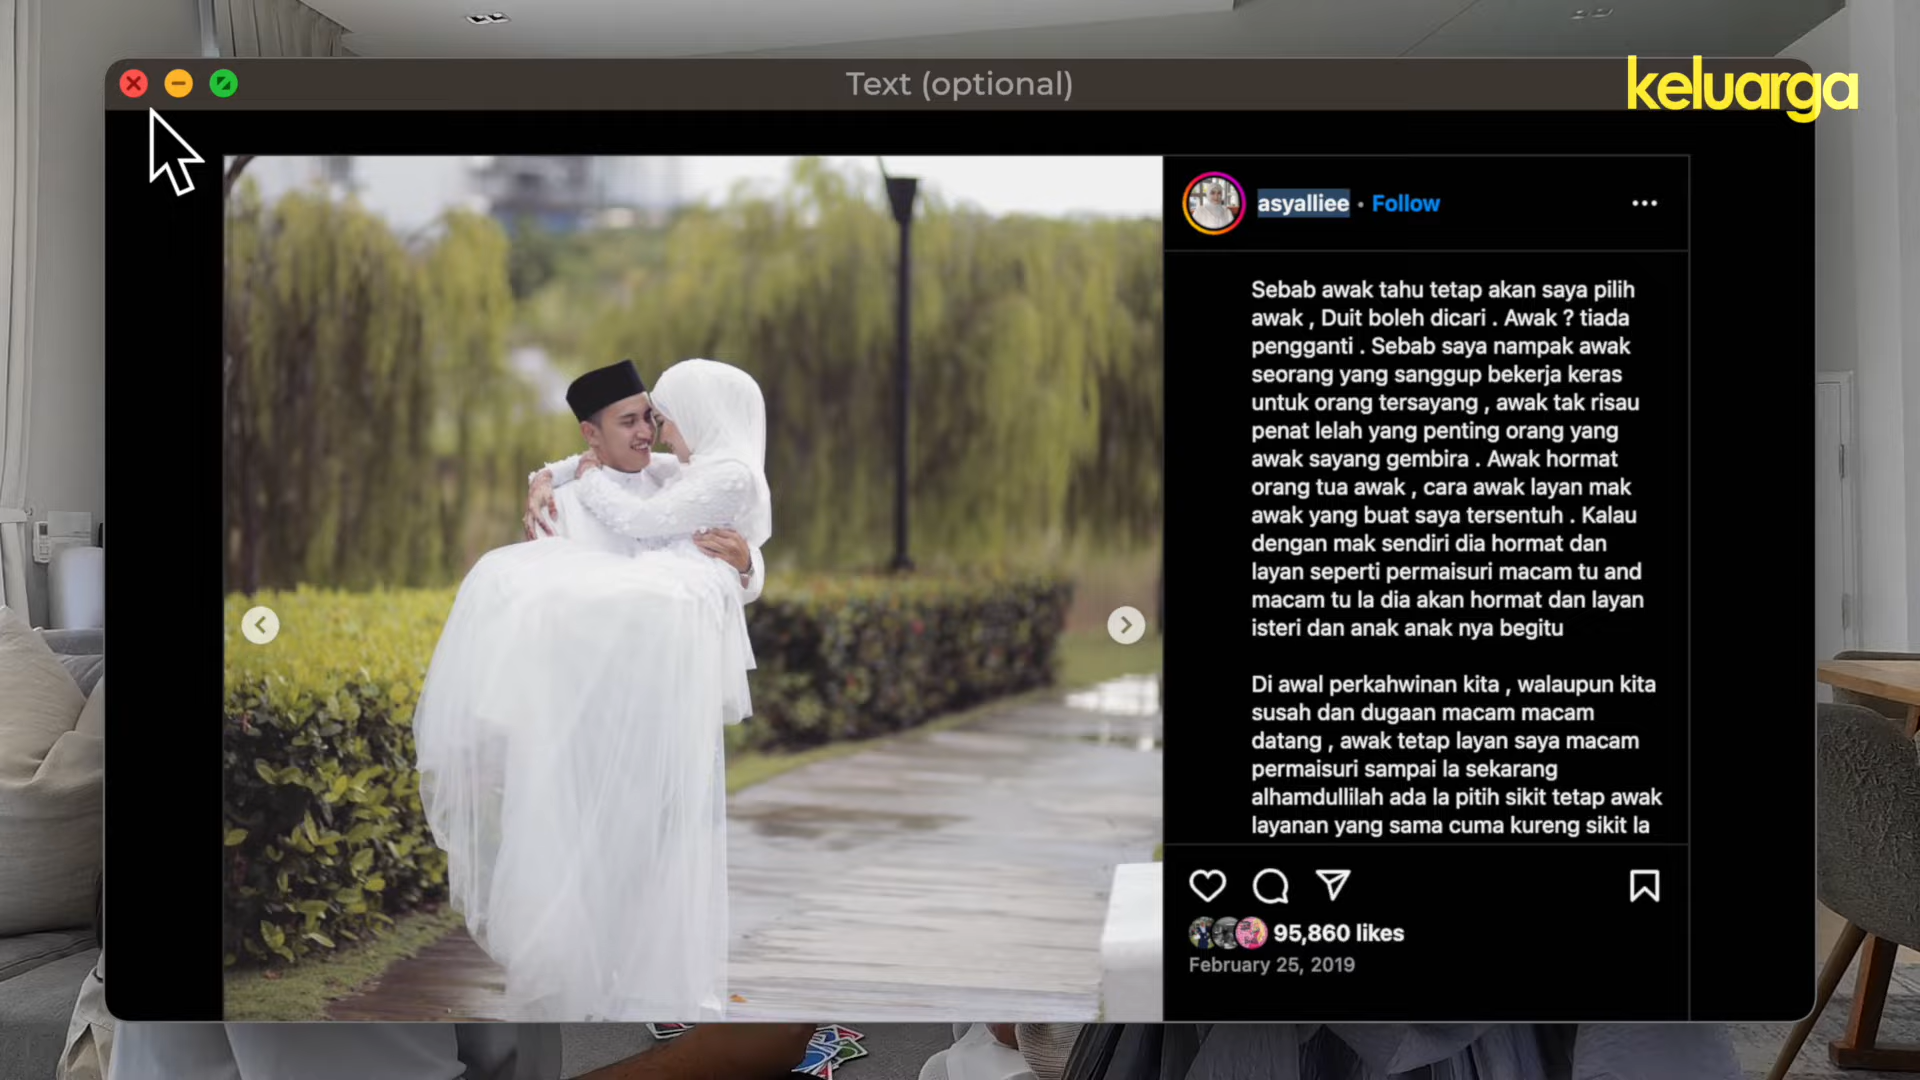 Text (optional)
keluarga
asyalliee • Follow
Sebab awak tahu tetap akan saya pilih
awak , Duit boleh dicari . Awak ? tiada
pengganti . Sebab saya nampak awak
seorang yang sanggup bekerja keras
untuk orang tersayang , awak tak risau
penat lelah yang penting orang yang
awak sayang gembira . Awak hormat
orang tua awak , cara awak layan mak
awak yang buat saya tersentuh . Kalau
dengan mak sendiri dia hormat dan
layan seperti permaisuri macam tu and
macam tu la dia akan hormat dan layan
isteri dan anak anak nya begitu
Di awal perkahwinan kita , walaupun kita
susah dan dugaan macam macam
datang , awak tetap layan saya macam
permaisuri sampai la sekarang
alhamdullilah ada la pitih sikit tetap awak
layanan yang sama cuma kureng sikit la
95,860 likes
February 25, 2019